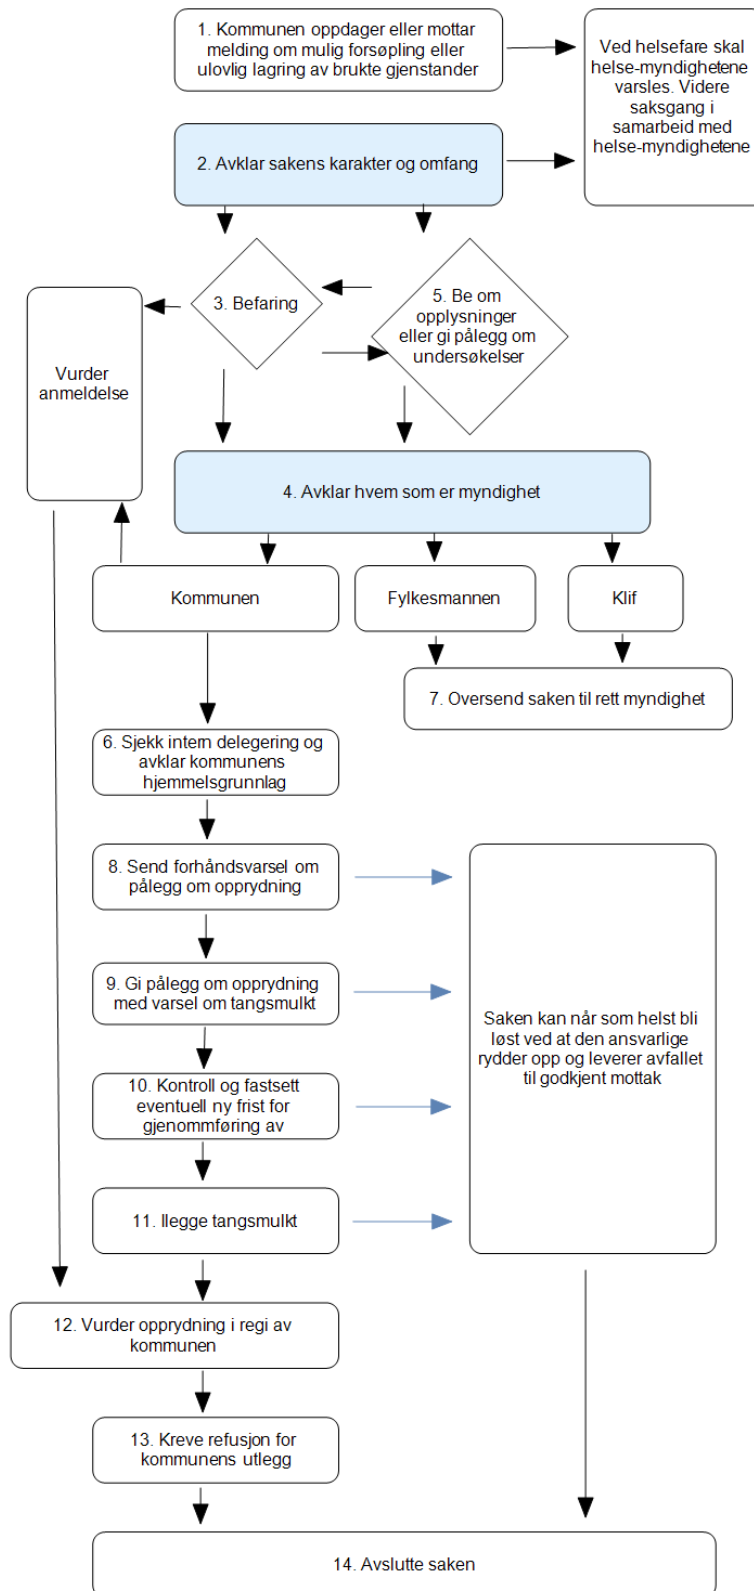 1. Kommunen oppdager eller mottar
melding om mulig forsøpling eller
ulovlig lagring av brukte gjenstander
Ved helsefare skal
helse-myndighetene
varsles. Videre
saksgang i
samarbeid med
helse-myndighetene
2. Avklar sakens karakter og omfang
3. Befaring
5. Be om
opplysninger
eller gi pålegg om
undersøkelser
Vurder
anmeldelse
4. Avklar hvem som er myndighet
Kommunen
Fylkesmannen
Klif
7. Oversend saken til rett myndighet
6. Sjekk intern delegering og
avklar kommunens
hjemmelsgrunnlag
8. Send forhåndsvarsel om
pålegg om opprydning
9. Gi pålegg om opprydning
med varsel om tangsmulkt
Saken kan når som helst bli
løst ved at den ansvarlige
rydder opp og leverer avfallet
til godkjent mottak
10. Kontroll og fastsett
eventuell ny frist for
gjenommføring av
11. Ilegge tangsmulkt
12. Vurder opprydning i regi av
kommunen
13. Kreve refusjon for
kommunens utlegg
14. Avslutte saken